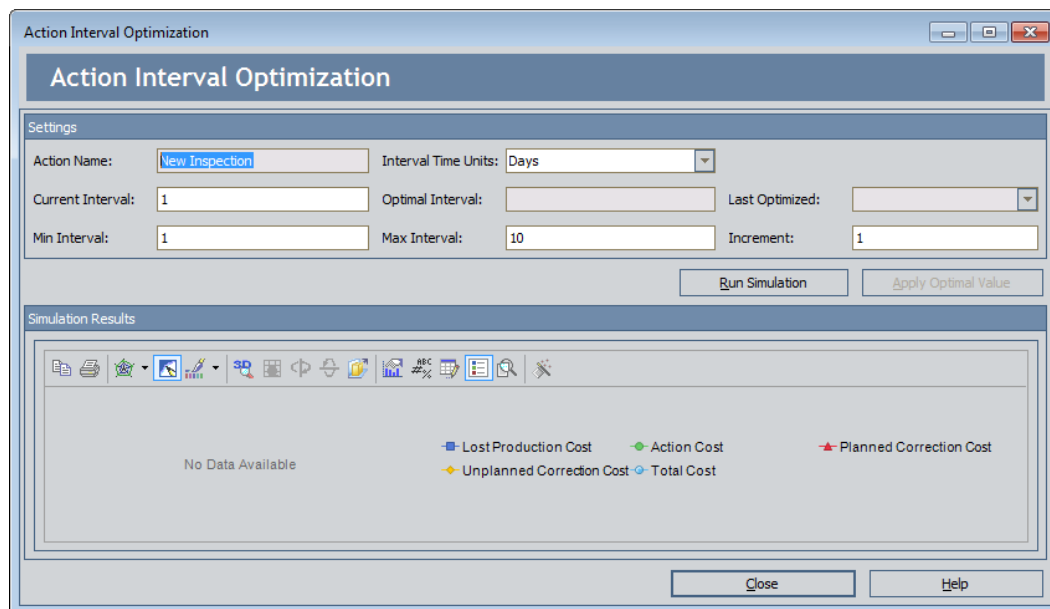 Action Interval Optimization
Action Interval Optimization
Settings
Action Name: New Inspection Interval Time Units: Days
Current Interval: 1 Optimal Interval: Last Optimized:
Min Interval: 1 Max Interval: 10 Increment: 1
Run Simulation Apply Optimal Value
Simulation Results
3D ABC #%
No Data Available
Lost Production Cost Action Cost Planned Correction Cost
Unplanned Correction Cost Total Cost
Close Help